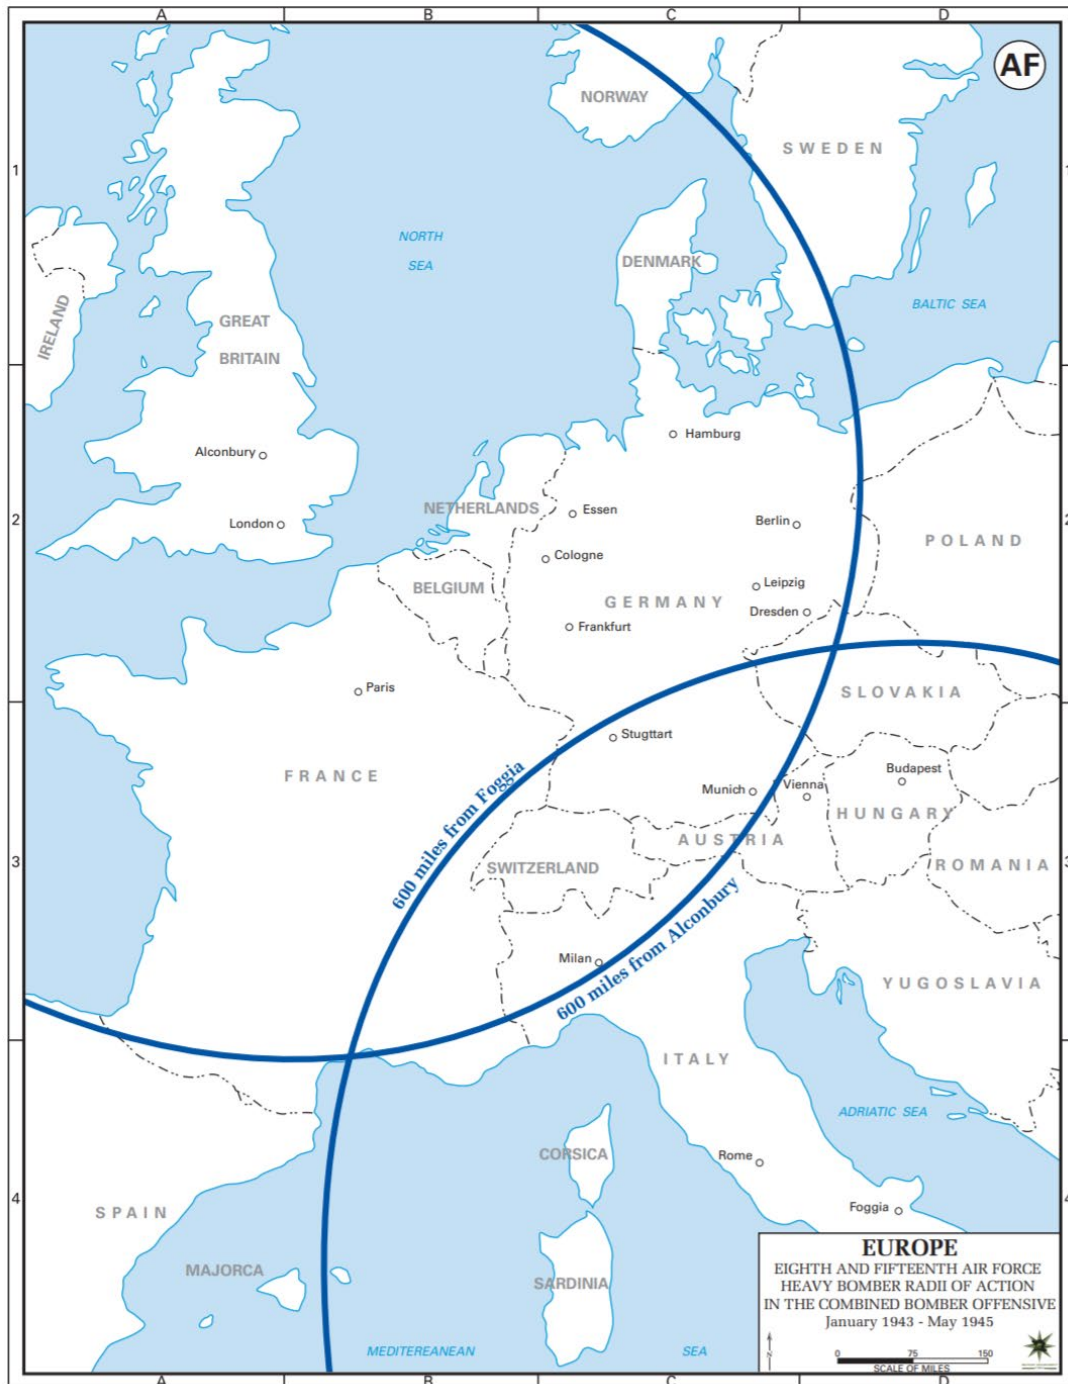 A B C D
AF
NORWAY
SWEDEN
1 1
NORTH
SEA
DENMARK
BALTIC SEA
IRELAND
GREAT
BRITAIN
Hamburg
Alconbury
NETHERLANDS
Essen
London
Berlin
2 2
POLAND
Cologne
BELGIUM
Leipzig
GERMANY
Dresden
Frankfurt
Paris
SLOVAKIA
Stugttart
FRANCE
600 miles from Foggia
Budapest
Munich
Vienna
HUNGARY
AUSTRIA
3 3
SWITZERLAND
ROMANIA
600 miles from Alconbury
Milan
YUGOSLAVIA
ITALY
ADRIATIC SEA
CORSICA
Rome
4 4
SPAIN
Foggia
MAJORCA
SARDINIA
MEDITEREANEAN SEA
EUROPE
EIGHTH AND FIFTEENTH AIR FORCE
HEAVY BOMBER RADII OF ACTION
IN THE COMBINED BOMBER OFFENSIVE
January 1943 - May 1945
N
0 75 150
SCALE OF MILES
A B C D